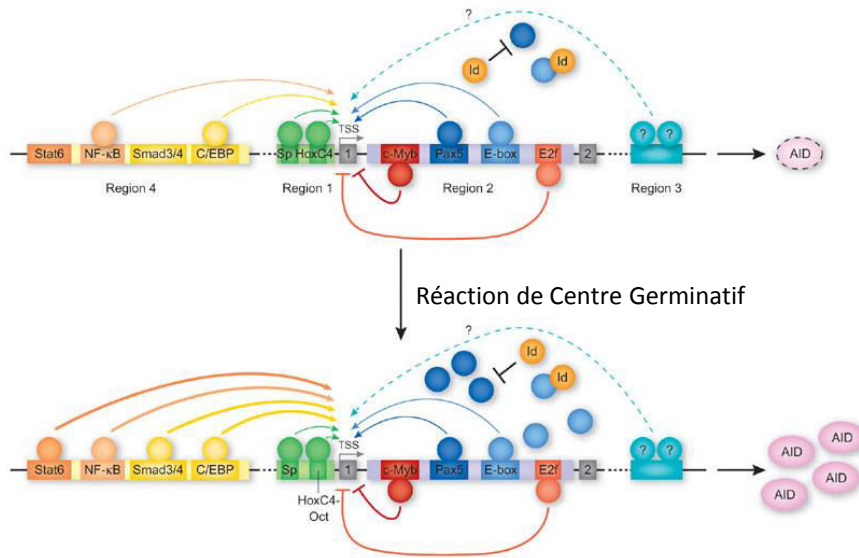 ?
Id
Id
TSS
? ?
Stat6 NF-κB Smad3/4 C/EBP Sp HoxC4 1 c-Myb Pax5 E-box E2f 2
AID
Region 4 Region 1 Region 2 Region 3
Réaction de Centre Germinatif
?
Id
Id
TSS
? ?
Stat6 NF-κB Smad3/4 C/EBP Sp 1 c-Myb Pax5 E-box E2f 2
HoxC4-
Oct
AID
AID
AID
AID
AID